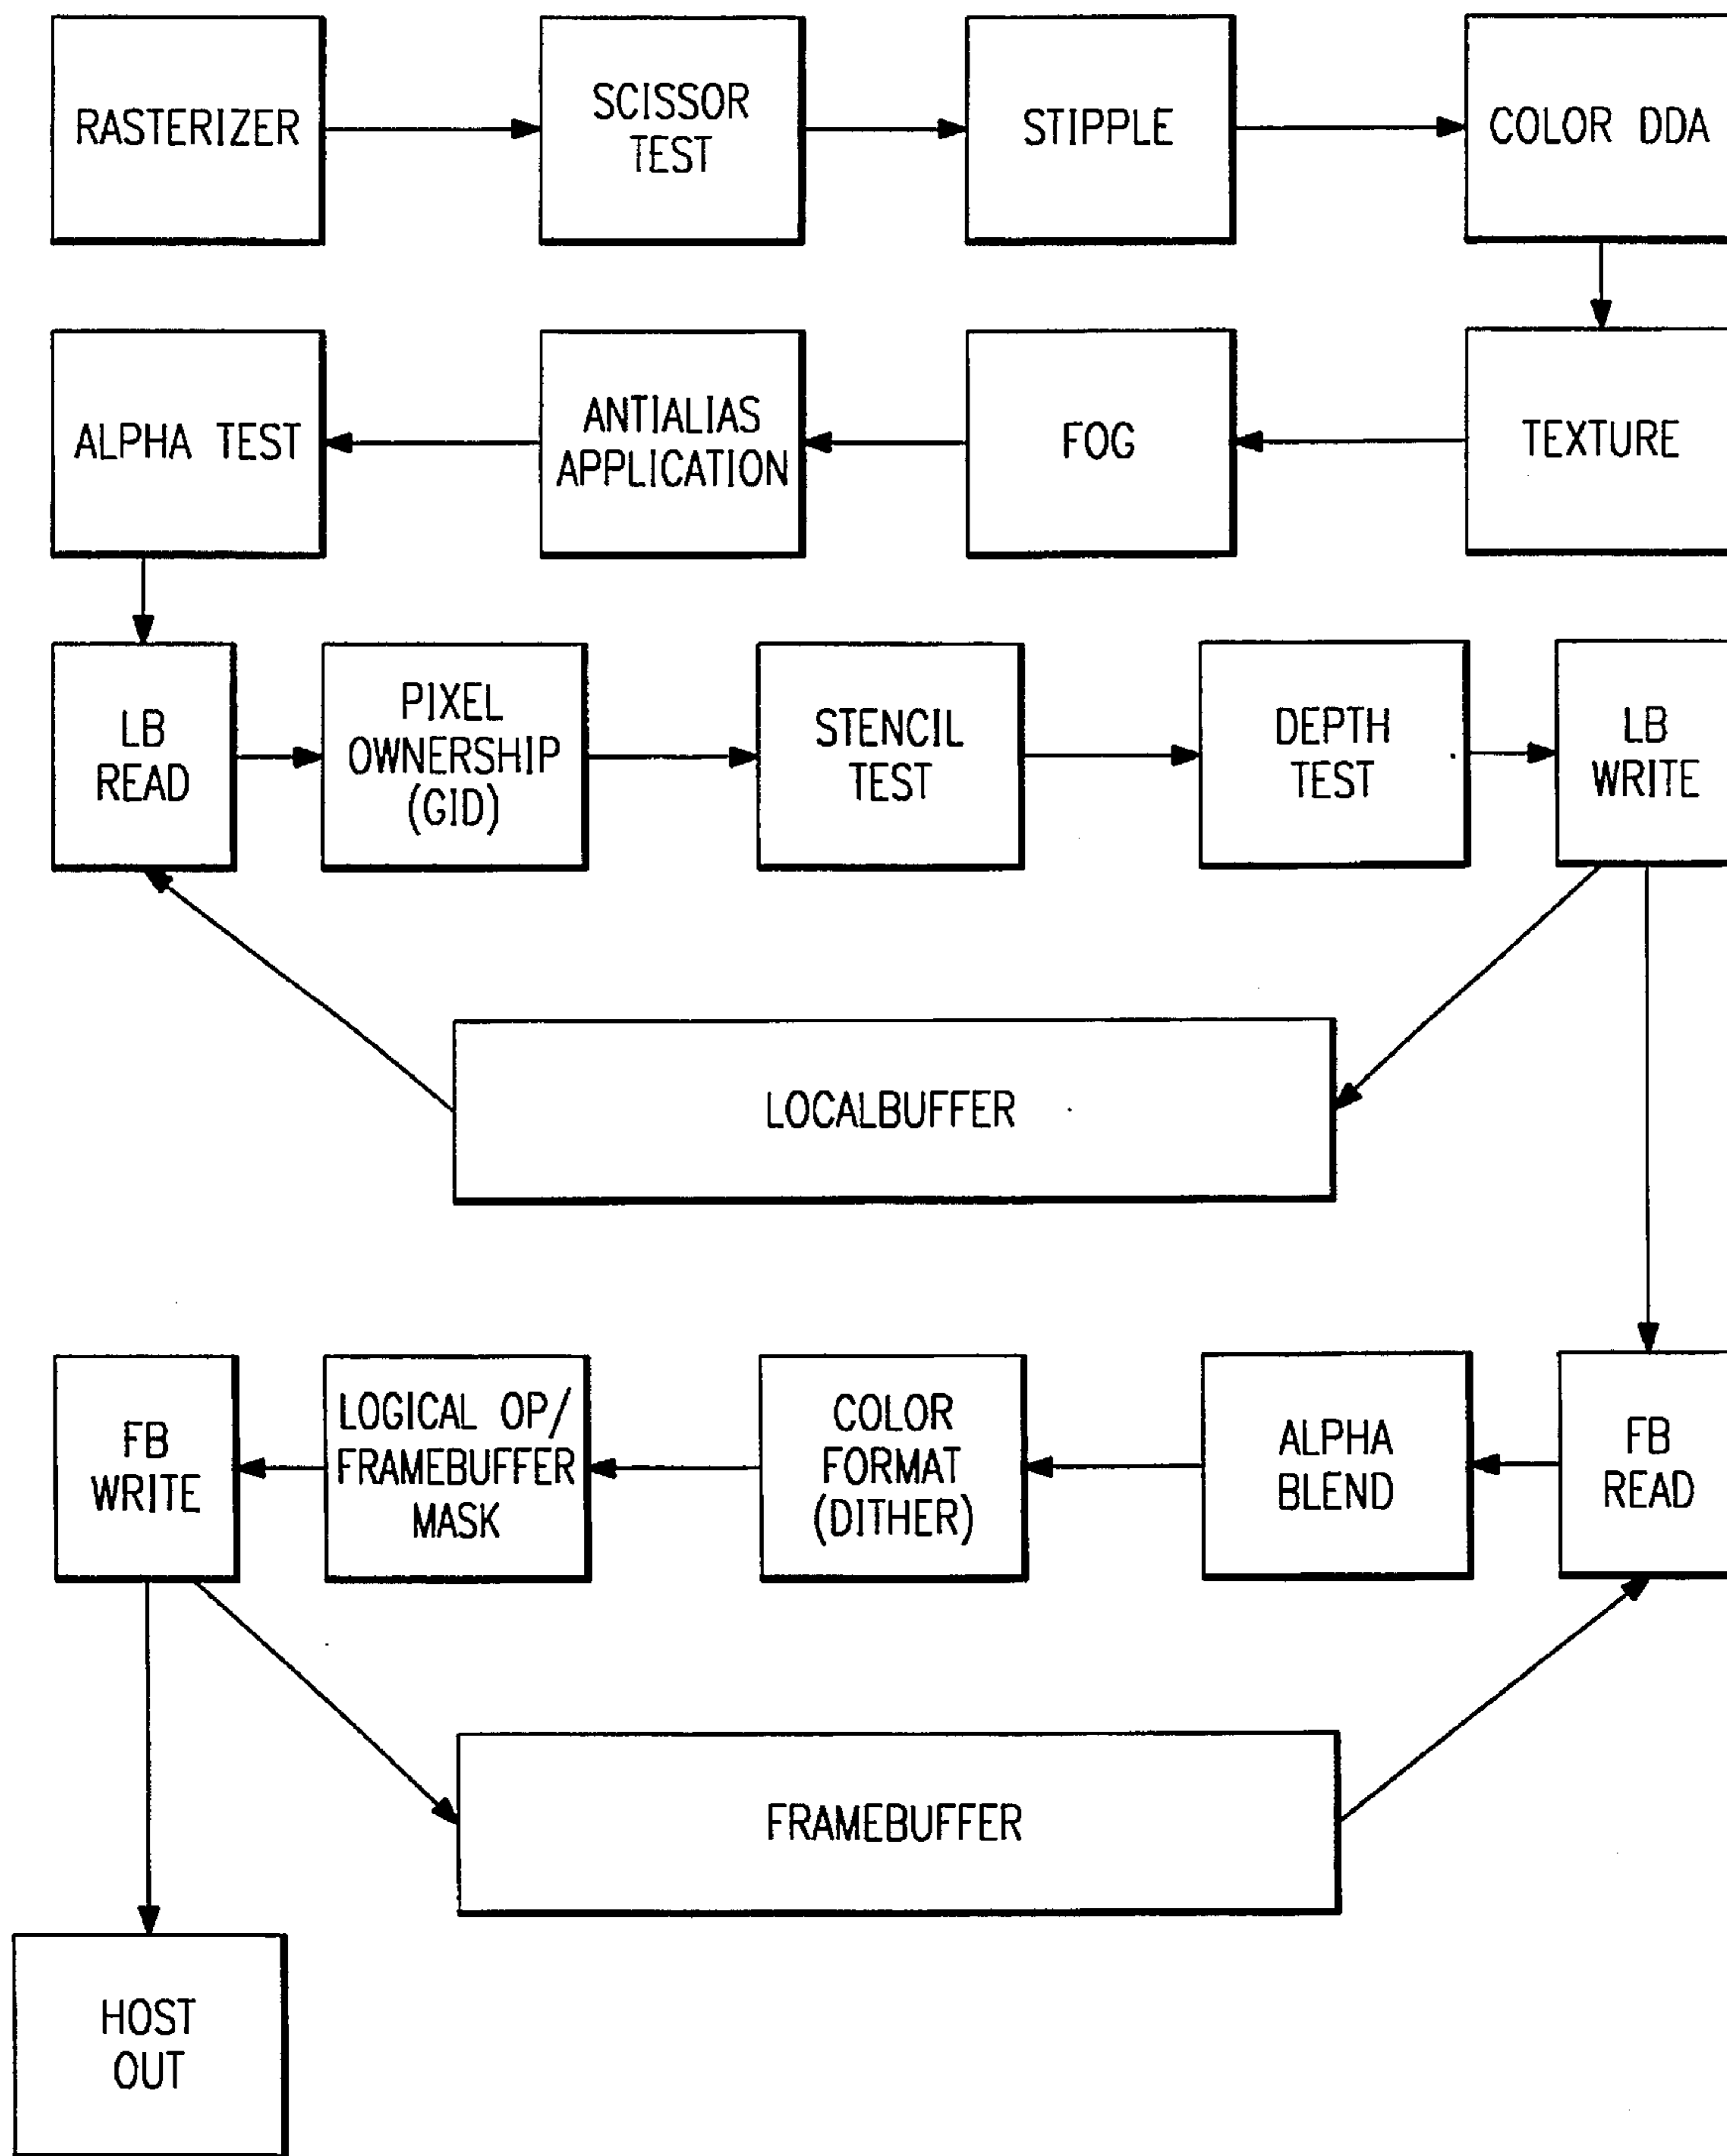 RASTERIZER
SCISSOR
TEST
STIPPLE
COLOR DDA
ALPHA TEST
ANTIALIAS
APPLICATION
FOG
TEXTURE
LB
READ
PIXEL
OWNERSHIP
(GID)
STENCIL
TEST
DEPTH
TEST
LB
WRITE
LOCALBUFFER
FB
WRITE
LOGICAL OP/
FRAMEBUFFER
MASK
COLOR
FORMAT
(DITHER)
ALPHA
BLEND
FB
READ
FRAMEBUFFER
HOST
OUT